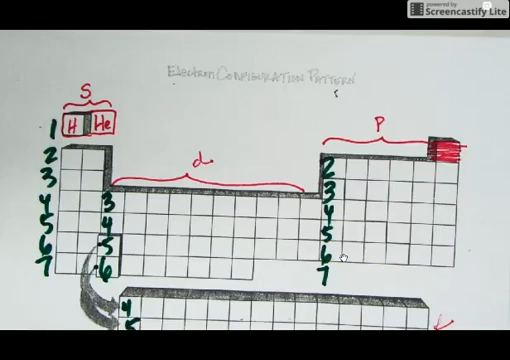 powered by
Screencastify Lite
ELECTRON CONFIGURATION PATTERN
S
P
1 H He
d
2 2
3 3
4 3 4
5 4 5
6 5 6
7 6 7
4
5